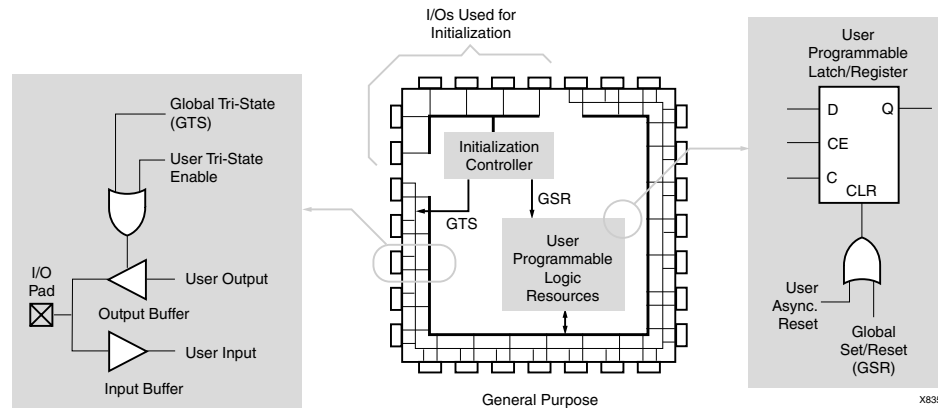 I/Os Used for
Initialization
Global Tri-State
(GTS)
User Tri-State
Enable
I/O
Pad
User Output
Output Buffer
User Input
Input Buffer
Initialization
Controller
GTS
GSR
User
Programmable
Logic
Resources
General Purpose
User
Programmable
Latch/Register
D
Q
CE
C
CLR
User
Async.
Reset
Global
Set/Reset
(GSR)